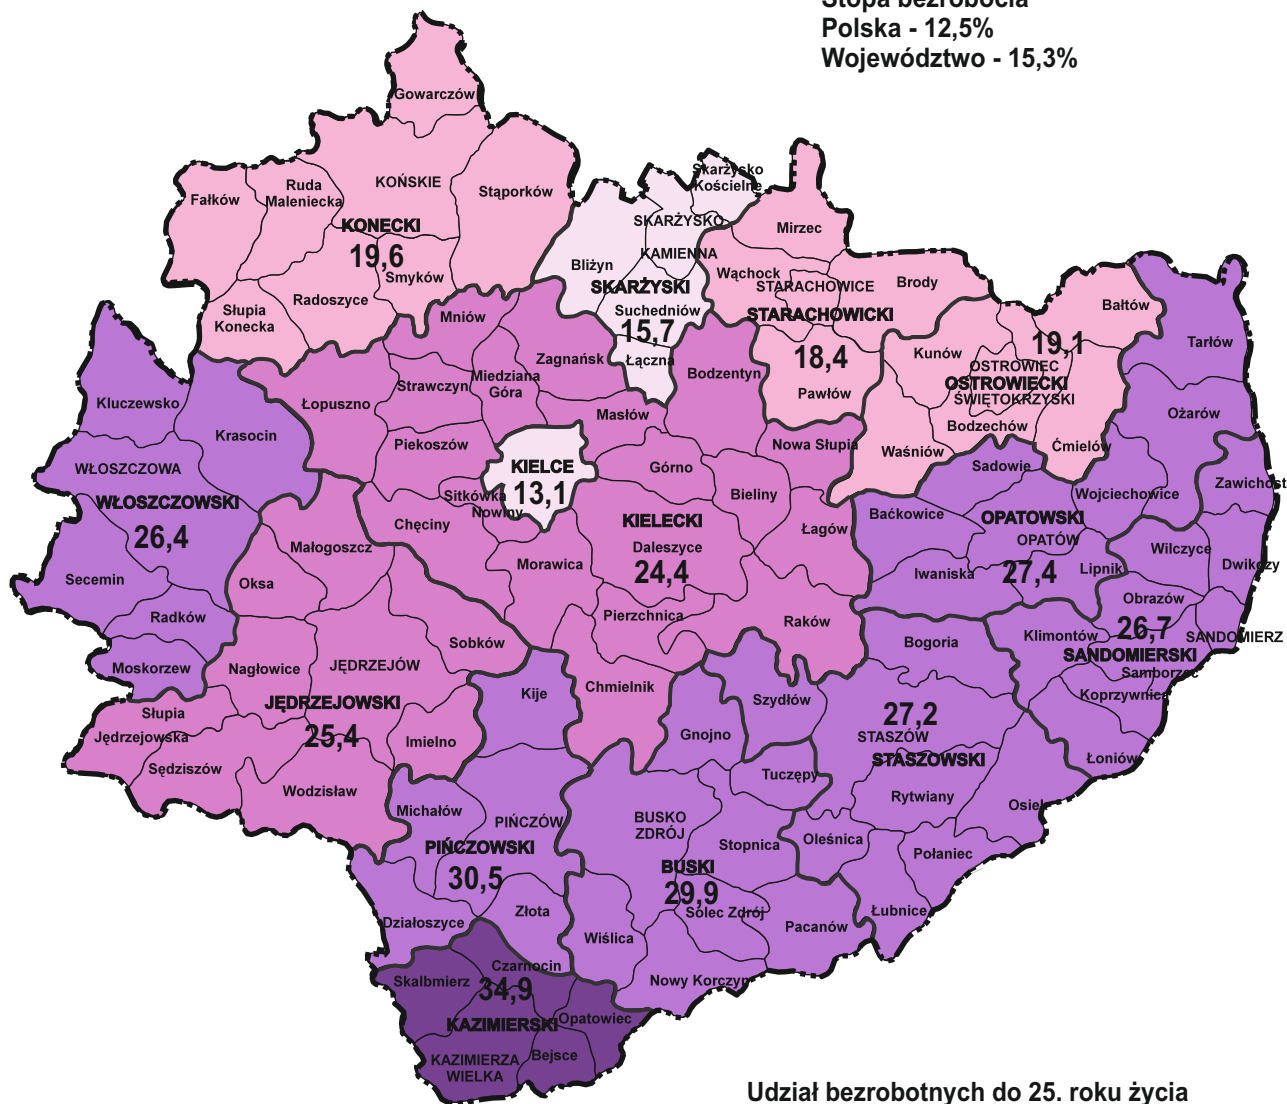 Stopa bezrobocia
Polska - 12,5%
Województwo - 15,3%
Gowarczów
Fałków
Ruda
Maleniecka
KOŃSKIE
Stąporków
KONECKI
19,6
Smyków
Radoszyce
Słupia
Konecka
Skarżysko
Kościelne
SKARŻYSKO
KAMIENNA
Bliżyn
SKARŻYSKI
Suchedniów
15,7
Łączna
Mirzec
Wąchock
STARACHOWICE
Brody
STARACHOWICKI
18,4
Pawłów
Bałtów
Kunów
19,1
OSTROWIEC
OSTROWIECKI
ŚWIĘTOKRZYSKI
Bodzechów
Waśniów
Ćmielów
Tarłów
Ożarów
Mniów
Zagnańsk
Bodzentyn
Strawczyn
Miedziana
Góra
Łopuszno
Masłów
Piekoszów
Nowa Słupia
KIELCE
13,1
Górno
Bieliny
Sitkówka
Nowiny
Chęciny
KIELECKI
Łagów
Morawica
Daleszyce
24,4
Pierzchnica
Raków
Chmielnik
Kluczewsko
Krasocin
WŁOSZCZOWA
WŁOSZCZOWSKI
26,4
Secemin
Radków
Moskorzew
Małogoszcz
Oksa
Sobków
Nagłowice
JĘDRZEJÓW
JĘDRZEJOWSKI
25,4
Słupia
Jędrzejowska
Imielno
Sędziszów
Wodzisław
Sadowie
Wojciechowice
Baćkowice
OPATOWSKI
OPATÓW
Iwaniska
27,4
Lipnik
Zawichost
Wilczyce
Dwikozy
Obrazów
Klimontów
26,7
SANDOMIERZ
SANDOMIERSKI
Samborzec
Koprzywnica
Łoniów
Bogoria
Szydłów
27,2
STASZÓW
STASZOWSKI
Rytwiany
Osiek
Oleśnica
Połaniec
Łubnice
Kije
Michałów
PIŃCZÓW
PIŃCZOWSKI
30,5
Złota
Działoszyce
Gnojno
Tuczępy
BUSKO
ZDRÓJ
Stopnica
BUSKI
29,9
Solec Zdrój
Pacanów
Wiślica
Nowy Korczyn
Czarnocin
Skalbmierz
34,9
KAZIMIERSKI
Opatowiec
Bejsce
KAZIMIERZA
WIELKA
Udział bezrobotnych do 25. roku życia